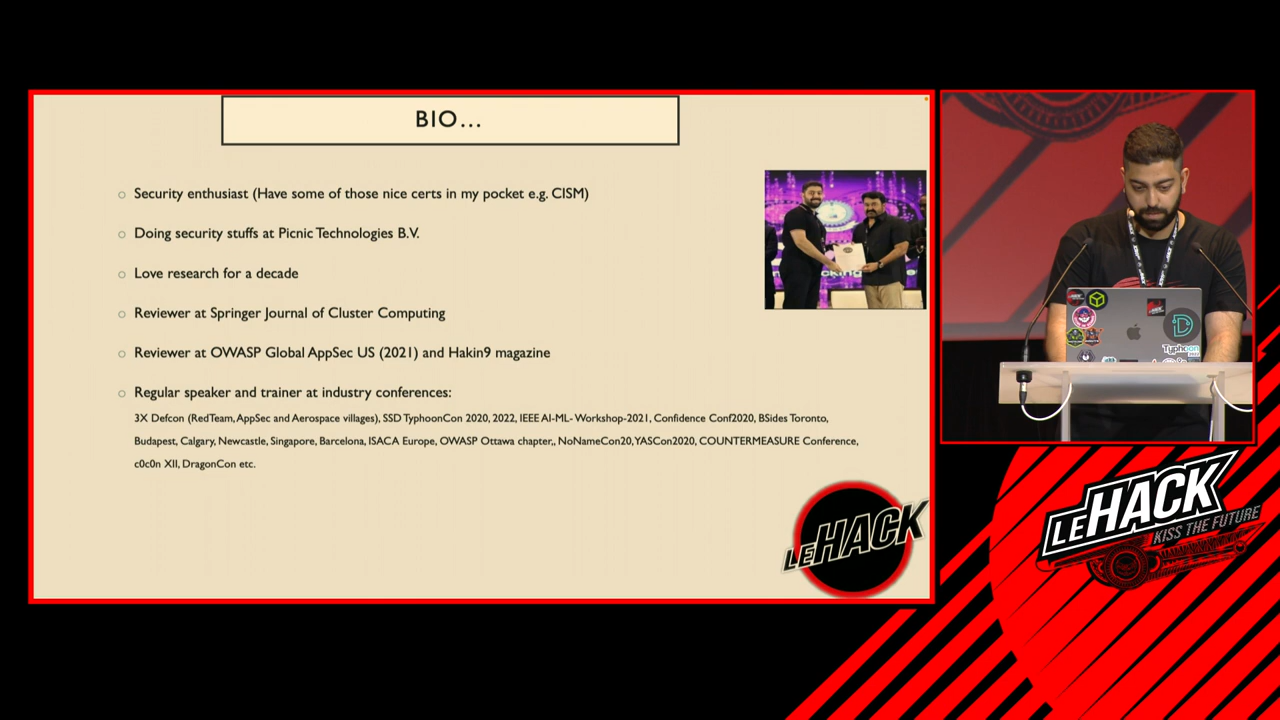 BIO...
Security enthusiast (Have some of those nice certs in my pocket e.g. CISM)
Doing security stuffs at Picnic Technologies B.V.
Love research for a decade
Reviewer at Springer Journal of Cluster Computing
Reviewer at OWASP Global AppSec US (2021) and Hakin9 magazine
Regular speaker and trainer at industry conferences:
3X Defcon (RedTeam, AppSec and Aerospace villages), SSD TyphoonCon 2020, 2022, IEEE AI-ML- Workshop-2021, Confidence Conf2020, BSides Toronto,
Budapest, Calgary, Newcastle, Singapore, Barcelona, ISACA Europe, OWASP Ottawa chapter,, NoNameCon20, YASCon2020, COUNTERMEASURE Conference,
c0c0n XII, DragonCon etc.
LEHACK
Typhoon
LEHACK
KISS THE FUTURE